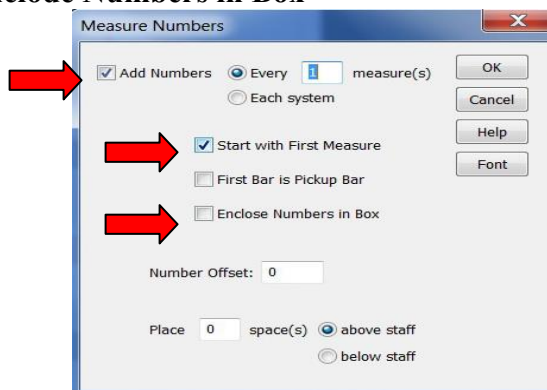 Numbers in Box
Measure Numbers
X
Add Numbers Every 1 measure(s) OK
Each system Cancel
Start with First Measure Help
First Bar is Pickup Bar Font
Enclose Numbers in Box
Number Offset: 0
Place 0 space(s) above staff
below staff